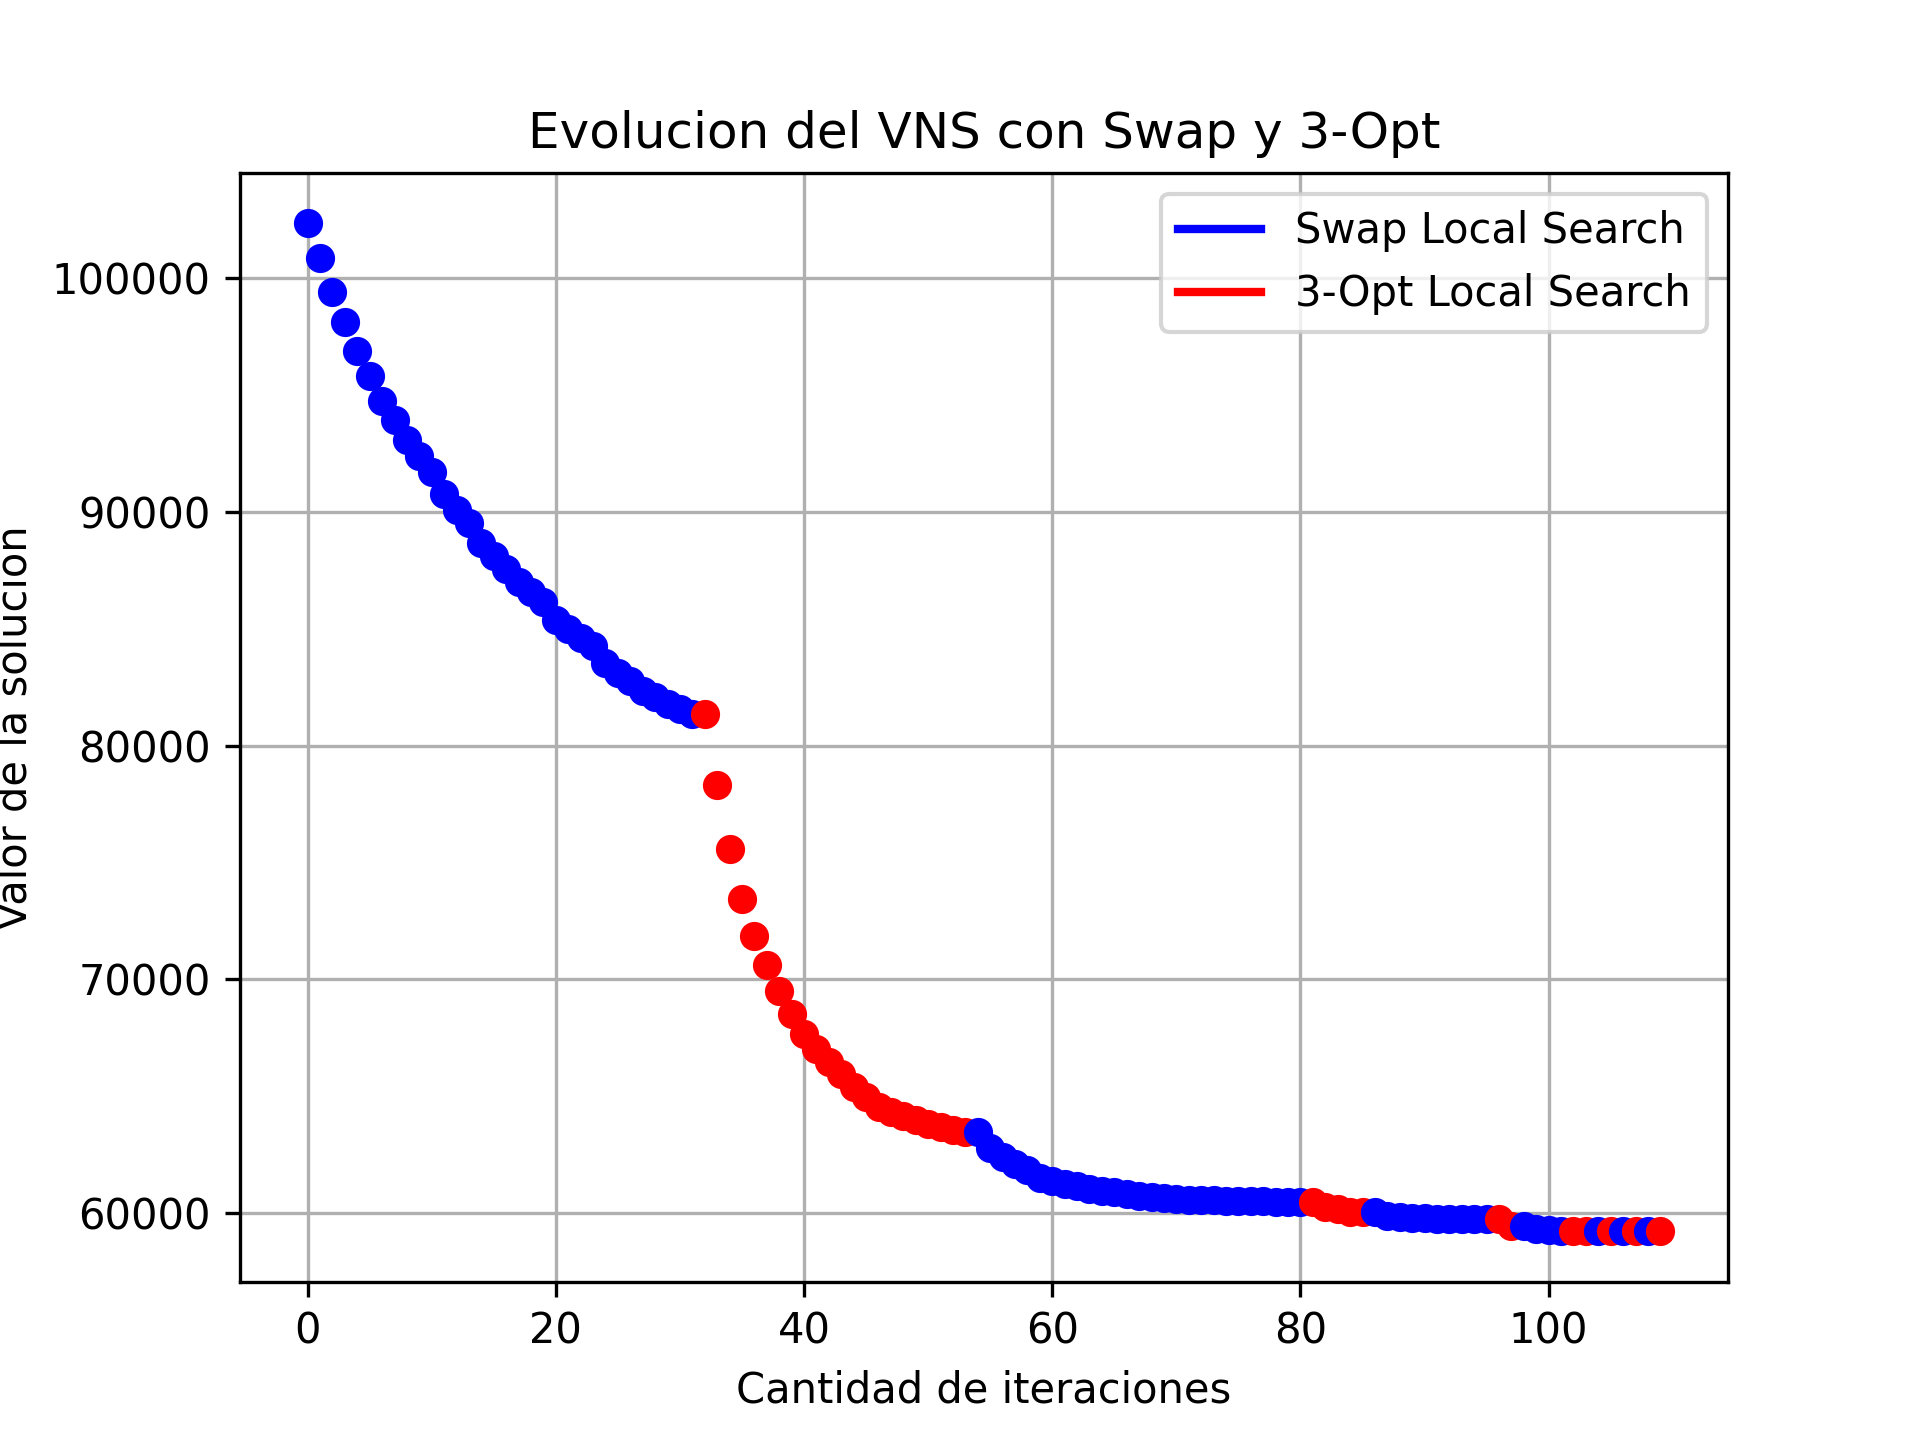 Evolucion del VNS con Swap y 3-Opt
Swap Local Search
3-Opt Local Search
Valor de la solucion
100000
90000
80000
70000
60000
0 20 40 60 80 100
Cantidad de iteraciones